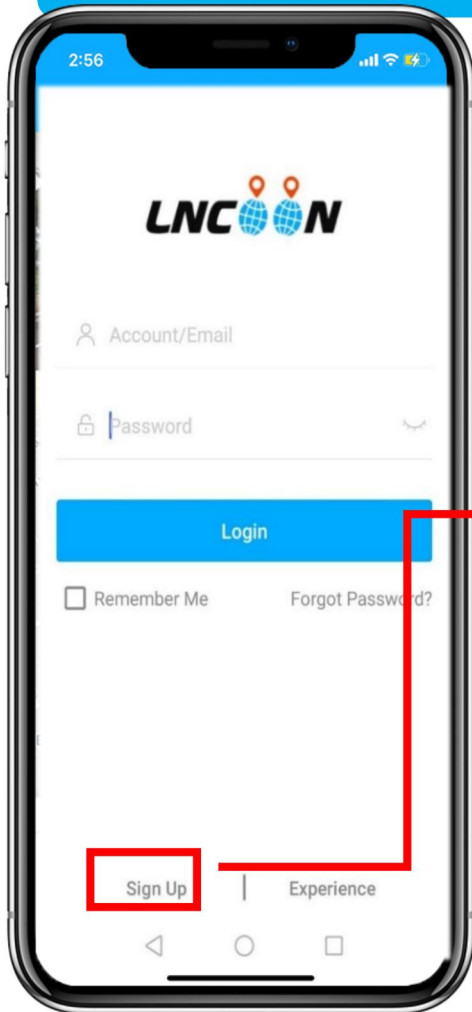 2:56
LNCOON
Account/Email
Password
Login
Remember Me Forgot Password?
Sign Up | Experience